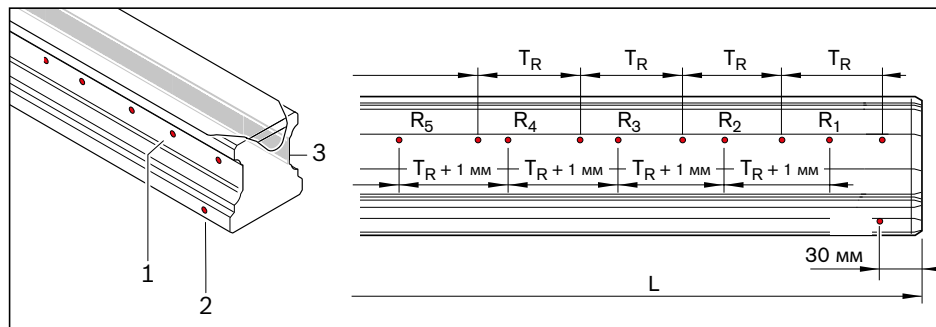 T_R T_R T_R T_R
R_5 R_4 R_3 R_2 R_1
T_R + 1 мм T_R + 1 мм T_R + 1 мм T_R + 1 мм
3
1
2
30 мм
L